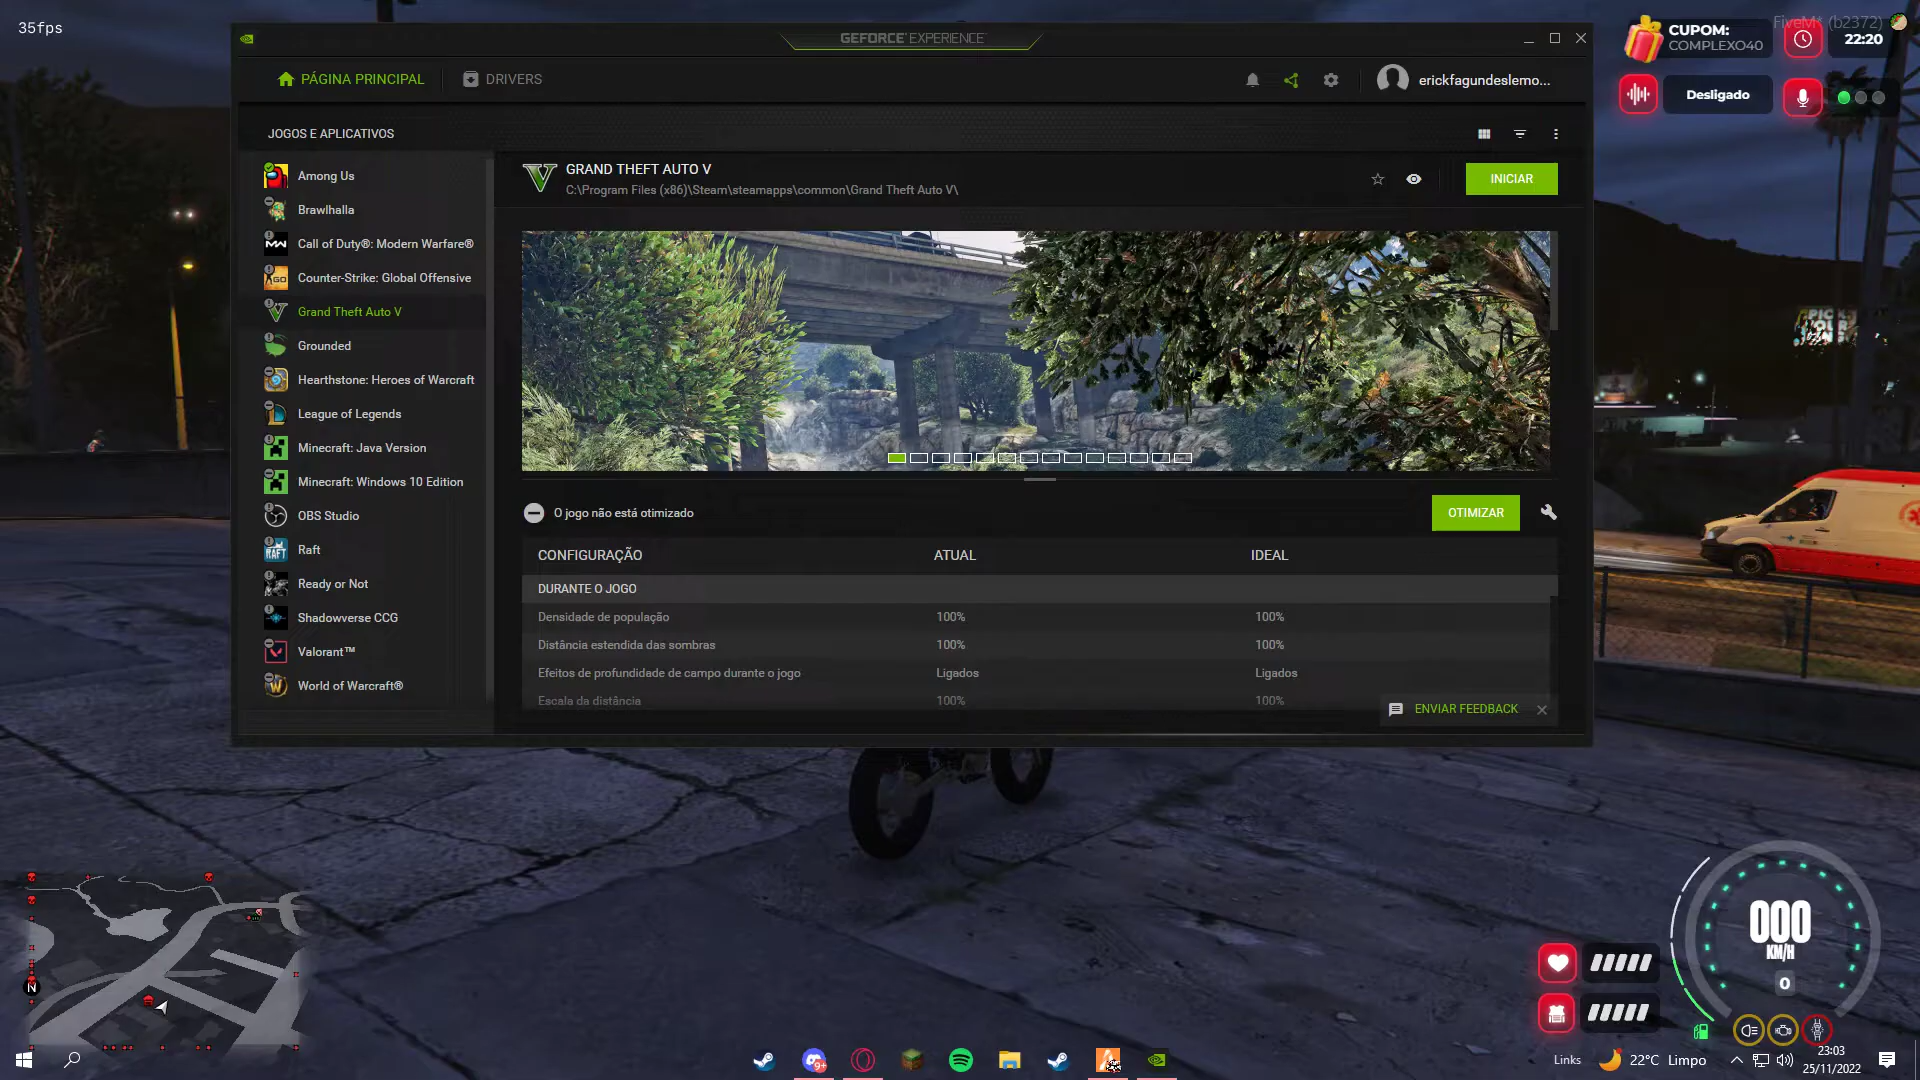 35fps
GEFORCE EXPERIENCE
FiveM* (b2372)
CUPOM:
COMPLEXO40
22:20
Desligado
PÁGINA PRINCIPAL
DRIVERS
erickfagundeslemo...
JOGOS E APLICATIVOS
Among Us
Brawlhalla
Call of Duty®: Modern Warfare®
Counter-Strike: Global Offensive
Grand Theft Auto V
Grounded
Hearthstone: Heroes of Warcraft
League of Legends
Minecraft: Java Version
Minecraft: Windows 10 Edition
OBS Studio
Raft
Ready or Not
Shadowverse CCG
Valorant™
World of Warcraft®
GRAND THEFT AUTO V
C:\Program Files (x86)\Steam\steamapps\common\Grand Theft Auto V\
INICIAR
O jogo não está otimizado
OTIMIZAR
CONFIGURAÇÃO ATUAL IDEAL
DURANTE O JOGO
Densidade de população 100% 100%
Distância estendida das sombras 100% 100%
Efeitos de profundidade de campo durante o jogo Ligados Ligados
Escala da distância 100% 100%
ENVIAR FEEDBACK
N
000
KM/H
0
9+
Links
22°C Limpo
23:03
25/11/2022